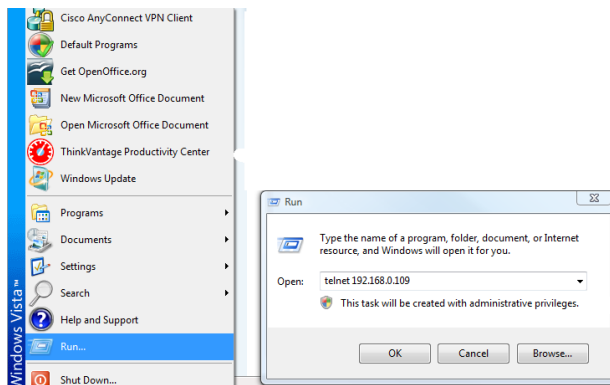 Cisco AnyConnect VPN Client
Default Programs
Get OpenOffice.org
New Microsoft Office Document
Open Microsoft Office Document
ThinkVantage Productivity Center
Windows Update
Programs
Documents
Settings
Search
Help and Support
Run...
Shut Down...
Windows Vista™
Run
Type the name of a program, folder, document, or Internet
resource, and Windows will open it for you.
Open: telnet 192.168.0.109
This task will be created with administrative privileges.
OK Cancel Browse...